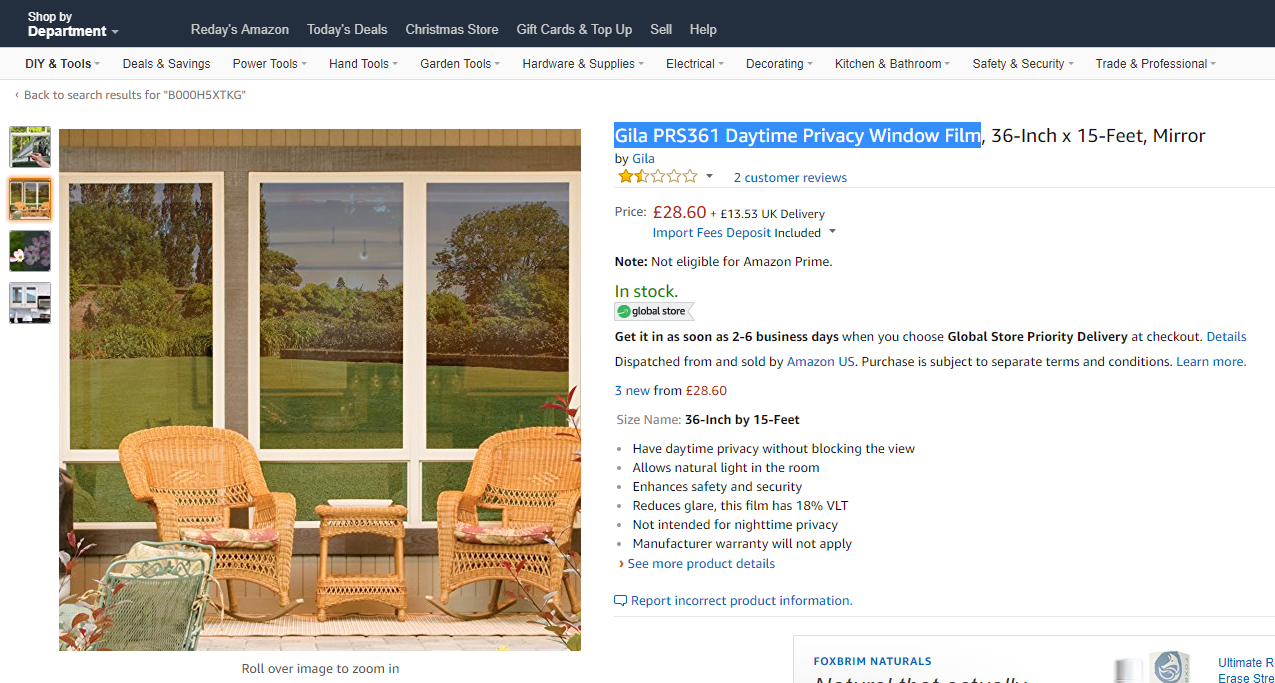 Shop by
Department
Reday's Amazon Today's Deals Christmas Store Gift Cards & Top Up Sell Help
DIY & Tools Deals & Savings Power Tools Hand Tools Garden Tools Hardware & Supplies Electrical Decorating Kitchen & Bathroom Safety & Security Trade & Professional
‹ Back to search results for "B000H5XTKG"
Gila PRS361 Daytime Privacy Window Film, 36-Inch x 15-Feet, Mirror
by Gila
2 customer reviews
Price: £28.60 + £13.53 UK Delivery
Import Fees Deposit Included
Note: Not eligible for Amazon Prime.
In stock.
global store
Get it in as soon as 2-6 business days when you choose Global Store Priority Delivery at checkout. Details
Dispatched from and sold by Amazon US. Purchase is subject to separate terms and conditions. Learn more.
3 new from £28.60
Size Name: 36-Inch by 15-Feet
• Have daytime privacy without blocking the view
• Allows natural light in the room
• Enhances safety and security
• Reduces glare, this film has 18% VLT
• Not intended for nighttime privacy
• Manufacturer warranty will not apply
› See more product details
Report incorrect product information.
Roll over image to zoom in
FOXBRIM NATURALS
Natural that actually
Ultimate R
Erase Stre